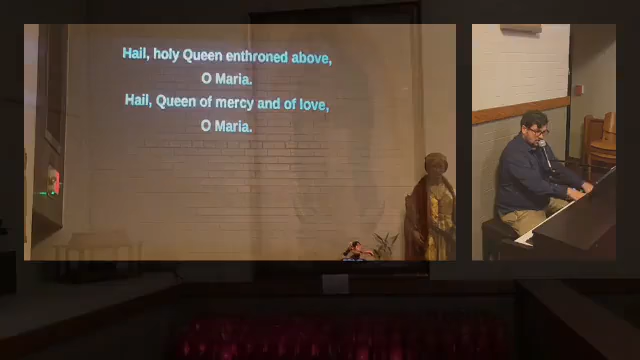 Hail, holy Queen enthroned above,
O Maria.
Hail, Queen of mercy and of love,
O Maria.